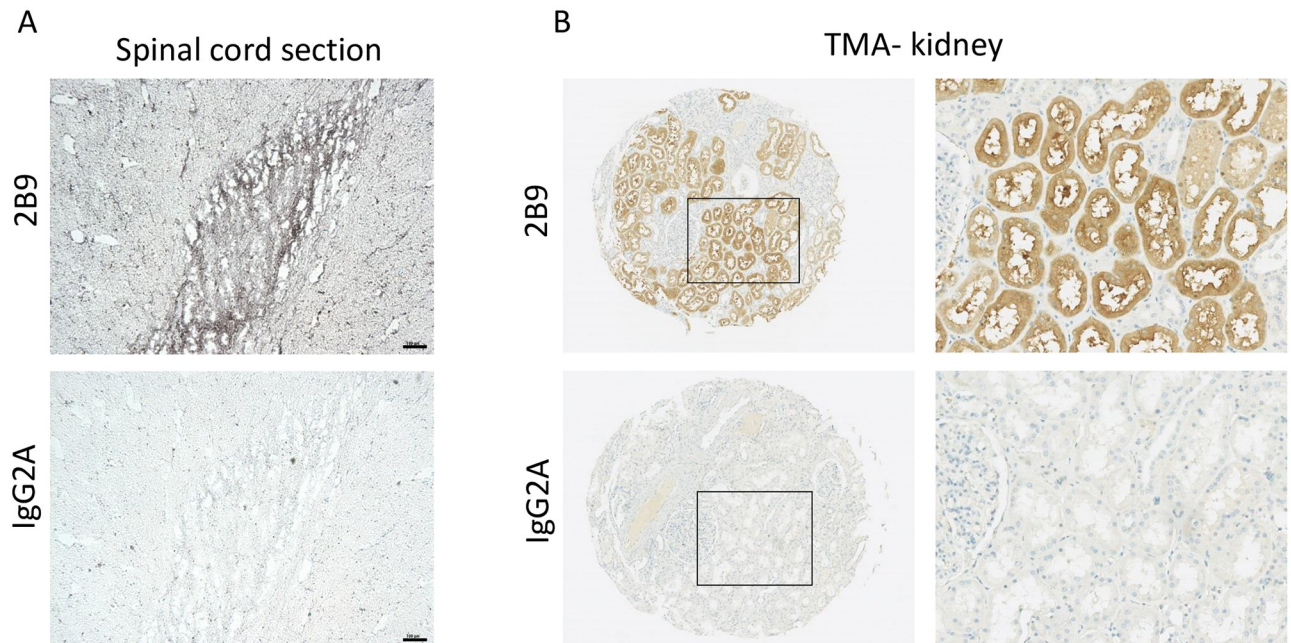 A
Spinal cord section
B
TMA- kidney
2B9
2B9
IgG2A
IgG2A